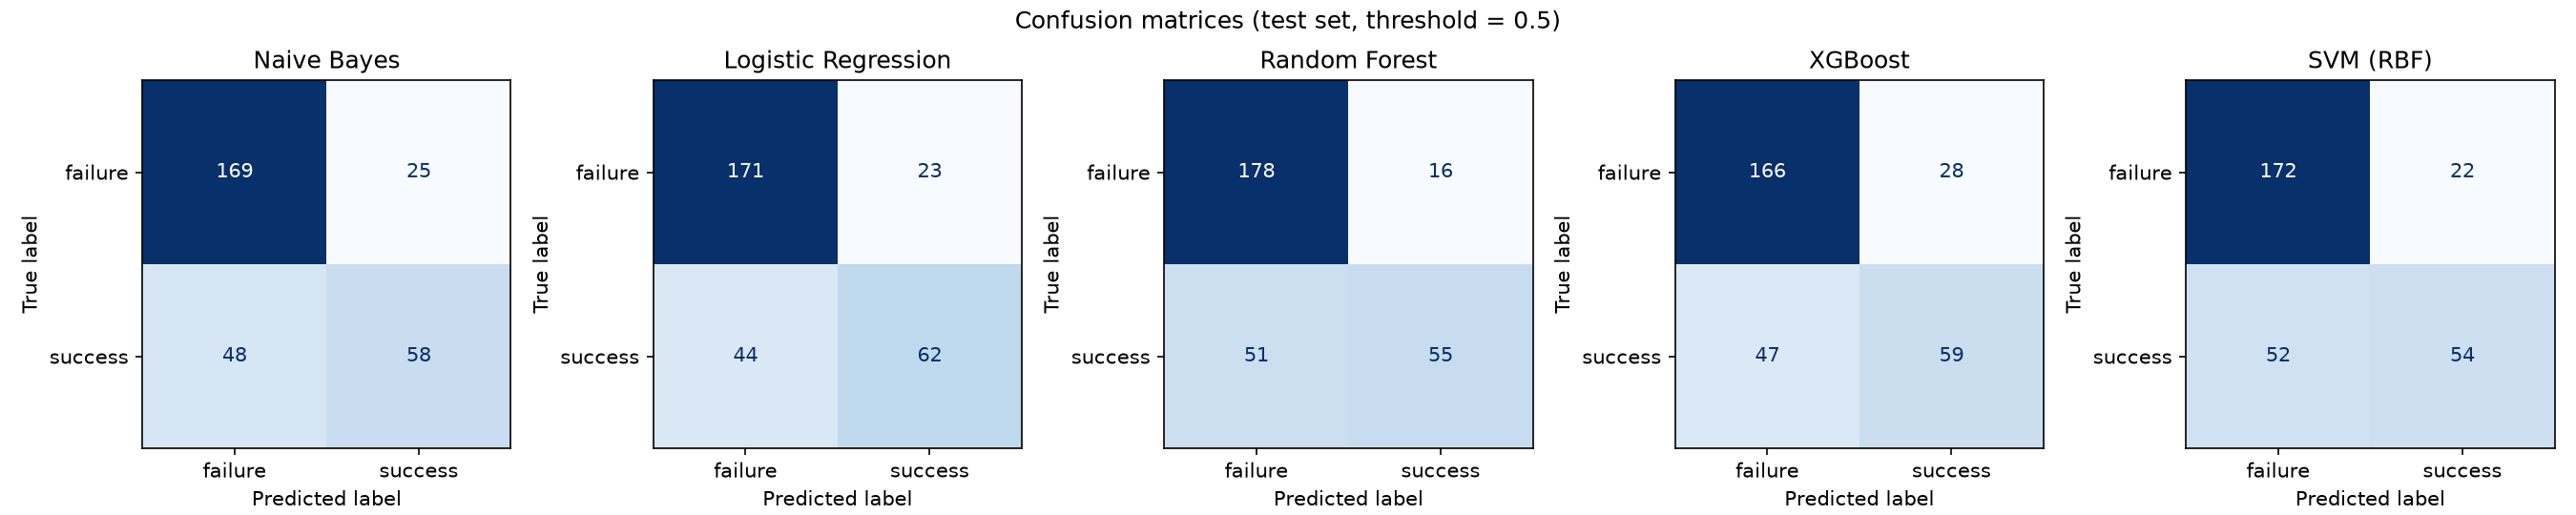 Confusion matrices (test set, threshold = 0.5)
Naive Bayes
True label
failure
169
25
success
48
58
failure
success
Predicted label
Logistic Regression
True label
failure
171
23
success
44
62
failure
success
Predicted label
Random Forest
True label
failure
178
16
success
51
55
failure
success
Predicted label
XGBoost
True label
failure
166
28
success
47
59
failure
success
Predicted label
SVM (RBF)
True label
failure
172
22
success
52
54
failure
success
Predicted label